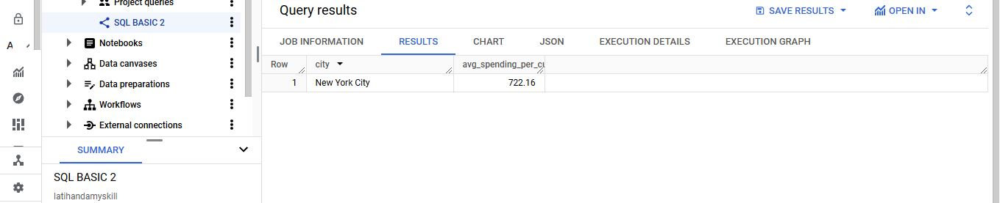 Project queries
SQL BASIC 2
Notebooks
Data canvases
Data preparations
Workflows
External connections
SUMMARY
SQL BASIC 2
latihandamyskill
A
Query results
SAVE RESULTS
OPEN IN
JOB INFORMATION RESULTS CHART JSON EXECUTION DETAILS EXECUTION GRAPH
Row city avg_spending_per_cu
1 New York City 722.16